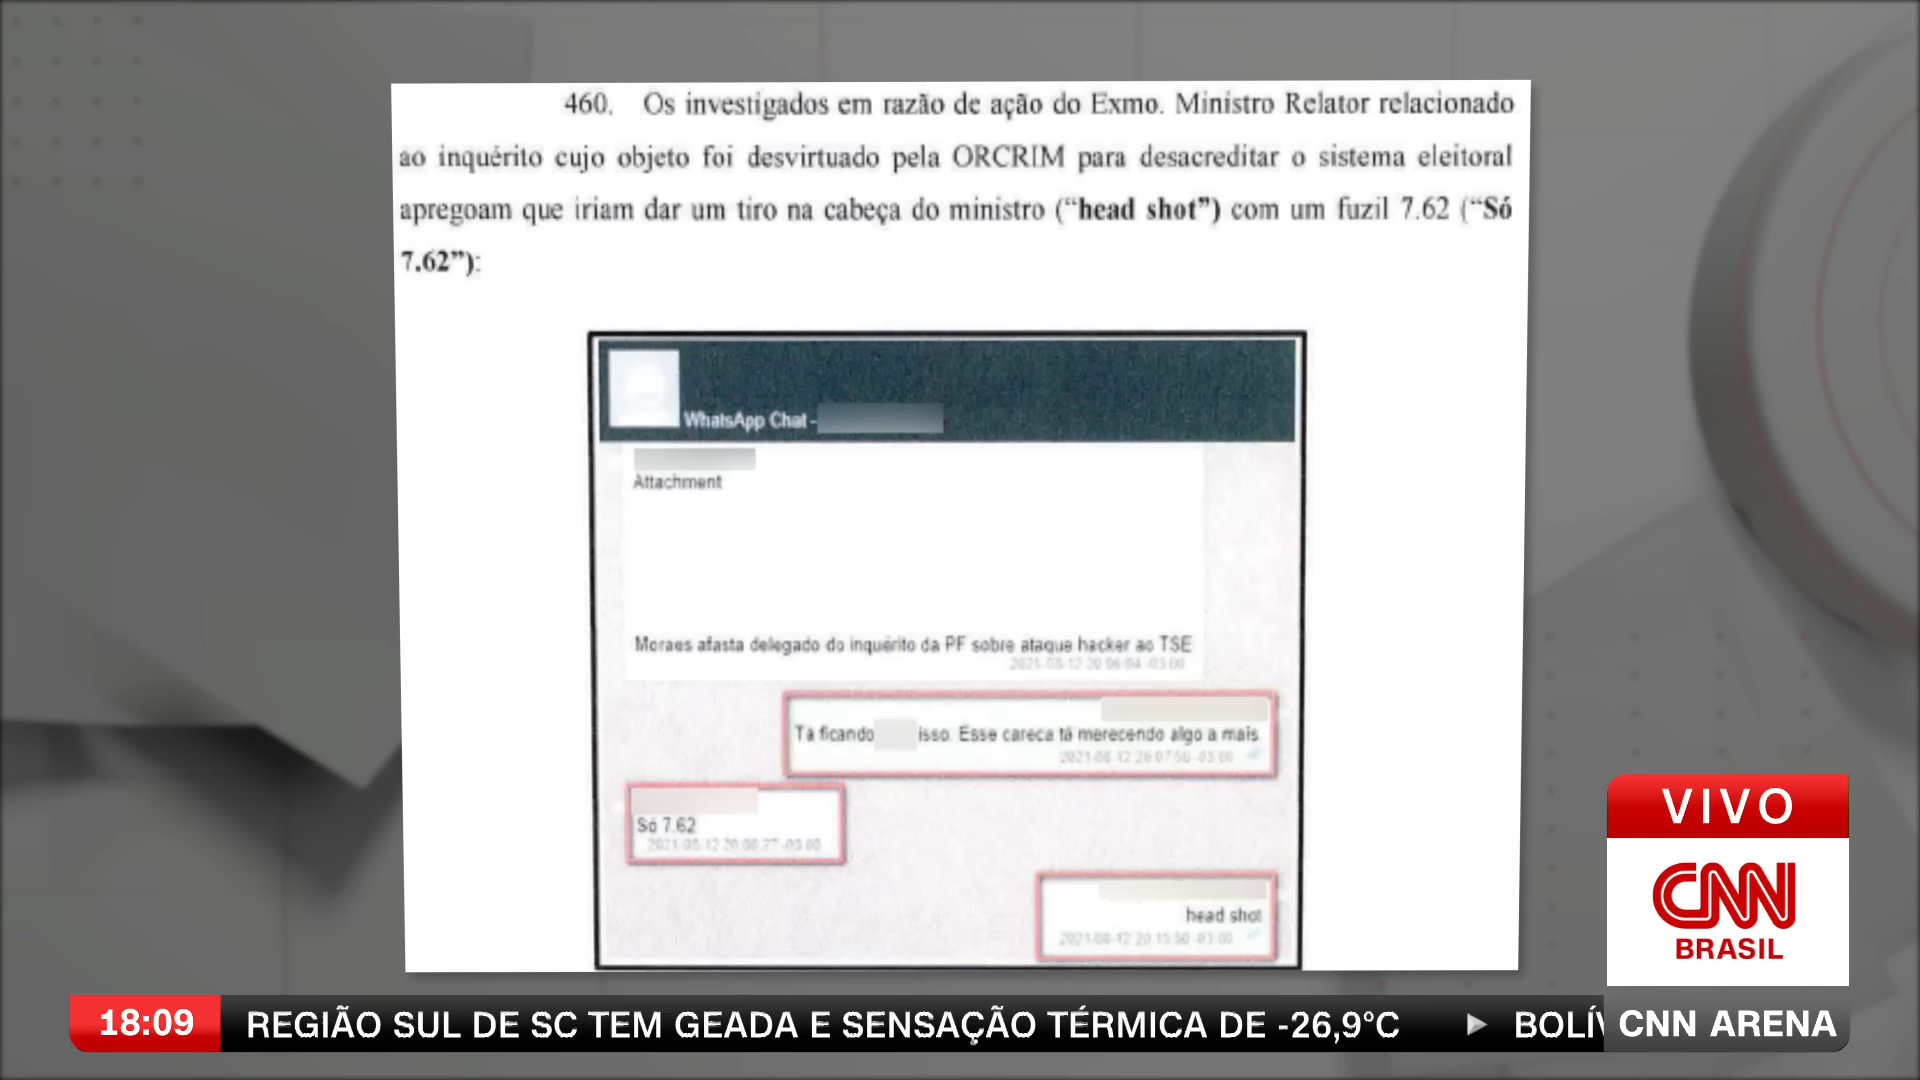 460. Os investigados em razão de ação do Exmo. Ministro Relator relacionado
ao inquérito cujo objeto foi desvirtuado pela ORCRIM para desacreditar o sistema eleitoral
apregoam que iriam dar um tiro na cabeça do ministro (“head shot”) com um fuzil 7.62 (“Só
7.62”):
WhatsApp Chat -
Attachment
Moraes afasta delegado do inquérito da PF sobre ataque hacker ao TSE
Tá ficando isso. Esse careca tá merecendo algo a mais
Só 7.62
head shot
VIVO
CNN
BRASIL
18:09 REGIÃO SUL DE SC TEM GEADA E SENSAÇÃO TÉRMICA DE -26,9°C BOLÍV CNN ARENA